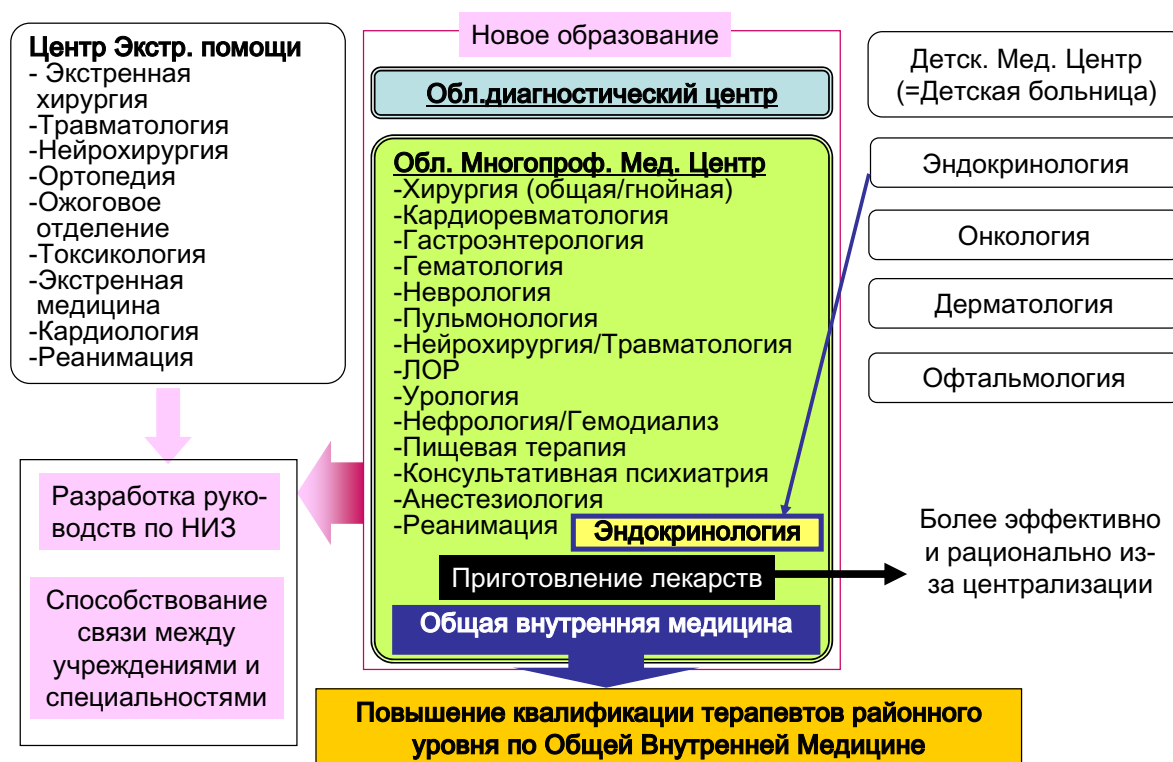 Центр Экстр. помощи
- Экстренная
хирургия
-Травматология
-Нейрохирургия
-Ортопедия
-Ожоговое
отделение
-Токсикология
-Экстренная
медицина
-Кардиология
-Реанимация
Разработка руко-
водств по НИЗ
Способствование
связи между
учреждениями и
специальностями
Новое образование
Обл.диагностический центр
Обл. Многопроф. Мед. Центр
-Хирургия (общая/гнойная)
-Кардиоревматология
-Гастроэнтерология
-Гематология
-Неврология
-Пульмонология
-Нейрохирургия/Травматология
-ЛОР
-Урология
-Нефрология/Гемодиализ
-Пищевая терапия
-Консультативная психиатрия
-Анестезиология
-Реанимация
Эндокринология
Приготовление лекарств
Общая внутренняя медицина
Повышение квалификации терапевтов районного
уровня по Общей Внутренней Медицине
Детск. Мед. Центр
(=Детская больница)
Эндокринология
Онкология
Дерматология
Офтальмология
Более эффективно
и рационально из-
за централизации